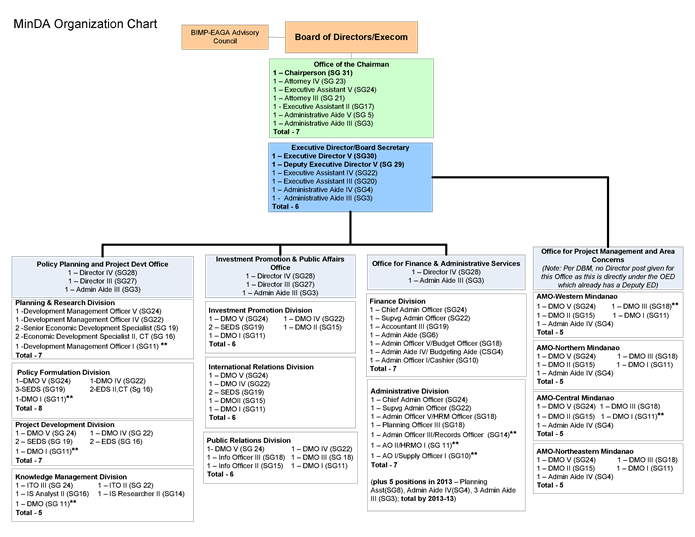 MinDA Organization Chart
BIMP-EAGA Advisory
Council
Board of Directors/Execom
Office of the Chairman
1 – Chairperson (SG 31)
1 – Attorney IV (SG 23)
1 – Executive Assistant V (SG24)
1 – Attorney III (SG 21)
1 - Executive Assistant II (SG17)
1 – Administrative Aide V (SG 5)
1 – Administrative Aide III (SG3)
Total - 7
Executive Director/Board Secretary
1 – Executive Director V (SG30)
1 – Deputy Executive Director V (SG 29)
1 – Executive Assistant IV (SG22)
1 – Executive Assistant III (SG20)
1 – Administrative Aide IV (SG4)
1 - Administrative Aide III (SG3)
Total - 6
Policy Planning and Project Devt Office
1 – Director IV (SG28)
1 – Director III (SG27)
1 – Admin Aide III (SG3)
Planning & Research Division
1 -Development Manager Officer V (SG24)
1 -Development Management Officer IV (SG22)
2 -Senior Economic Development Specialist (SG 19)
2 -Economic Development Specialist II, CT (SG 16)
1 -Development Management Officer I (SG11) **
Total – 7
Policy Formulation Division
1–DMO V (SG24) 1-DMO IV (SG22)
3-SEDS (SG19) 2-EDS II,CT (Sg 16)
1-DMO I (SG11)**
Total – 8
Project Development Division
1 – DMO V (SG 24) 1 – DMO IV (SG 22)
2 – SEDS (SG 19) 2 – EDS (SG 16)
1 – DMO I (SG11)**
Total – 7
Knowledge Management Division
1 – ITO III (SG 24) 1 – ITO II (SG 22)
1 – IS Analyst II (SG16) 1 – IS Researcher II (SG14)
1 – DMO (SG 11)**
Total – 5
Investment Promotion & Public Affairs
Office
1 – Director IV (SG28)
1 – Director III (SG27)
1 – Admin Aide III (SG3)
Investment Promotion Division
1 – DMO V (SG24) 1 – DMO IV (SG22)
2 – SEDS (SG19) 1 – DMO II (SG15)
1 – DMO I (SG11)
Total – 6
International Relations Division
1 – DMO V (SG24)
1 – DMO IV (SG22)
2 – SEDS (SG19)
1 – DMOII (SG15)
1 – DMO I (SG11)
Total – 6
Public Relations Division
1- DMO V (SG 24) 1 – DMO IV (SG22)
1 – Info Officer III (SG18) 1 – DMO III (SG 18)
1 – Info Officer II (SG15) 1 – DMO I (SG11)
Total – 6
Office for Finance & Administrative Services
1 – Director IV (SG28)
1 – Admin Aide III (SG3)
Finance Division
1 – Chief Admin Officer (SG24)
1 – Supvg Admin Officer (SG22)
1 – Accountant III (SG19)
1 – Admin Aide (SG6)
1 – Admin Officer V/Budget Officer (SG18)
1 – Admin Aide IV/ Budgeting Aide (CSG4)
1 – Admin Officer I/Cashier (SG10)
Total – 7
Administrative Division
1 – Chief Admin Officer (SG24)
1 – Supvg Admin Officer (SG22)
1 – Admin Officer V/HRM Officer (SG18)
1 – Planning Officer III (SG18)
1 – Admin Officer III/Records Officer (SG14)**
1 – AO II/HRMO I (SG 11)**
1 – AO I/Supply Officer I (SG10)**
Total – 7
(plus 5 positions in 2013 – Planning
Asst(SG8), Admin Aide IV(SG4), 3 Admin Aide
III (SG3); total by 2013-13)
Office for Project Management and Area
Concerns
(Note: Per DBM, no Director post given for
this Office as this is directly under the OED
which already has a Deputy ED)
AMO-Western Mindanao
1 – DMO V (SG24) 1 – DMO III (SG18)**
1 – DMO II (SG15) 1 – DMO I (SG11)
1 – Admin Aide IV (SG4)
Total – 5
AMO-Northern Mindanao
1 – DMO V (SG24) 1 – DMO III (SG18)
1 – DMO II (SG15) 1 – DMO I (SG11)
1 – Admin Aide IV (SG4)
Total – 5
AMO-Central Mindanao
1 – DMO V (SG24) 1 – DMO III (SG18)
1 – DMO II (SG15) 1 – DMO I (SG11)**
1 – Admin Aide IV (SG4)
Total – 5
AMO-Northeastern Mindanao
1 – DMO V (SG24) 1 – DMO III (SG18)
1 – DMO II (SG15) 1 – DMO I (SG11)
1 – Admin Aide IV (SG4)
Total – 5